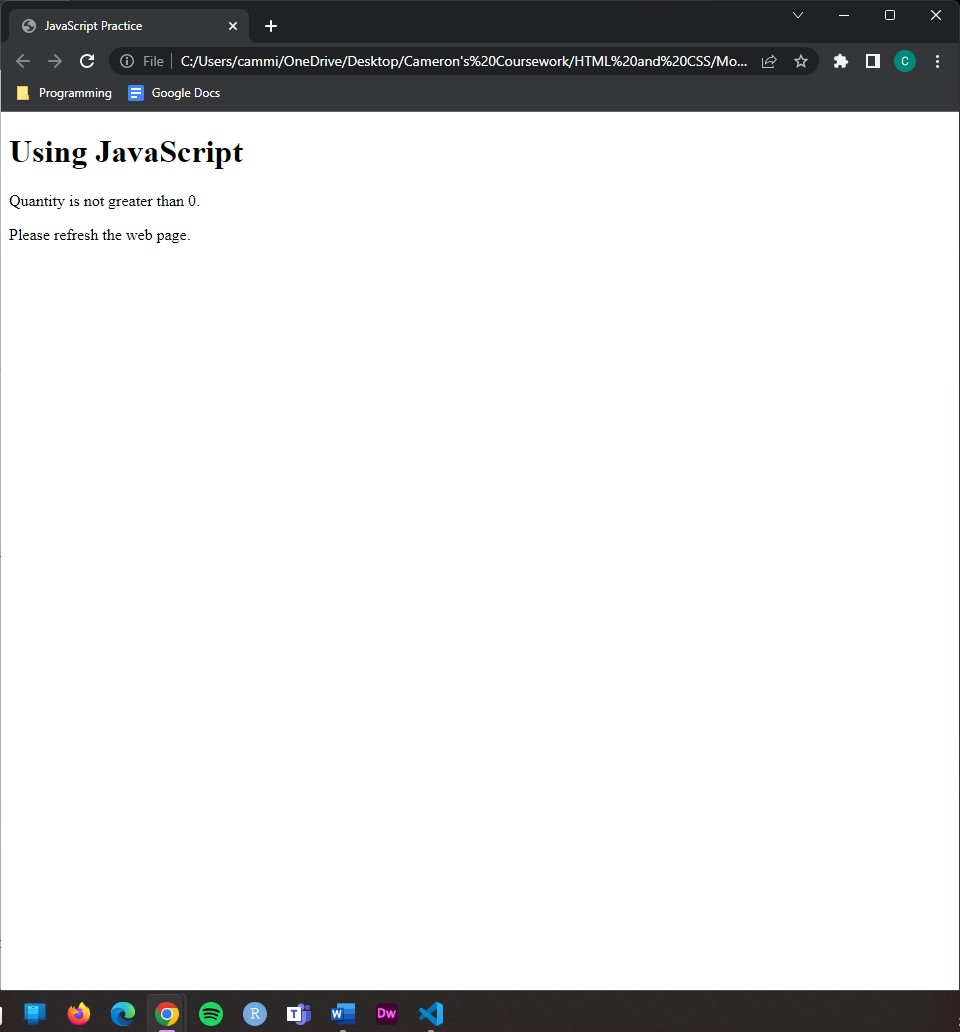 JavaScript Practice
File C:/Users/cammi/OneDrive/Desktop/Cameron's%20Coursework/HTML%20and%20CSS/Mo... C
Programming Google Docs
Using JavaScript
Quantity is not greater than 0.
Please refresh the web page.
R T W Dw